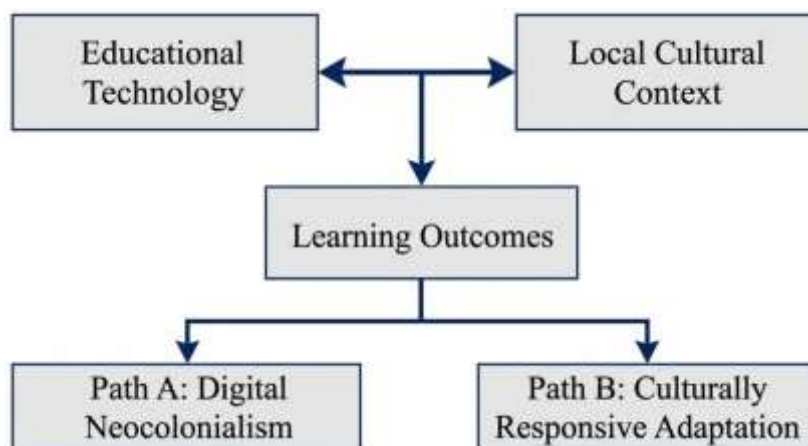 Educational
Technology
Local Cultural
Context
Learning Outcomes
Path A: Digital
Neocolonialism
Path B: Culturally
Responsive Adaptation